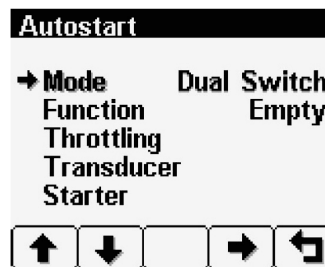 Autostart
Mode Dual Switch
Function Empty
Throttling
Transducer
Starter